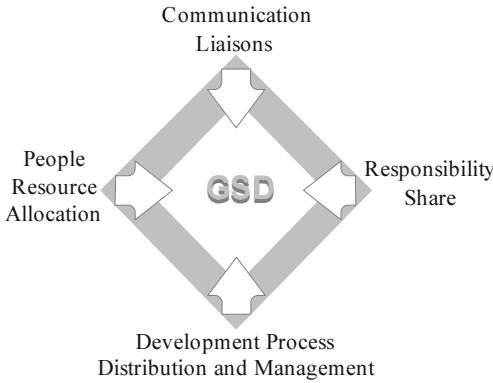 Communication
Liaisons
People
Resource
Allocation
GSD
Responsibility
Share
Development Process
Distribution and Management